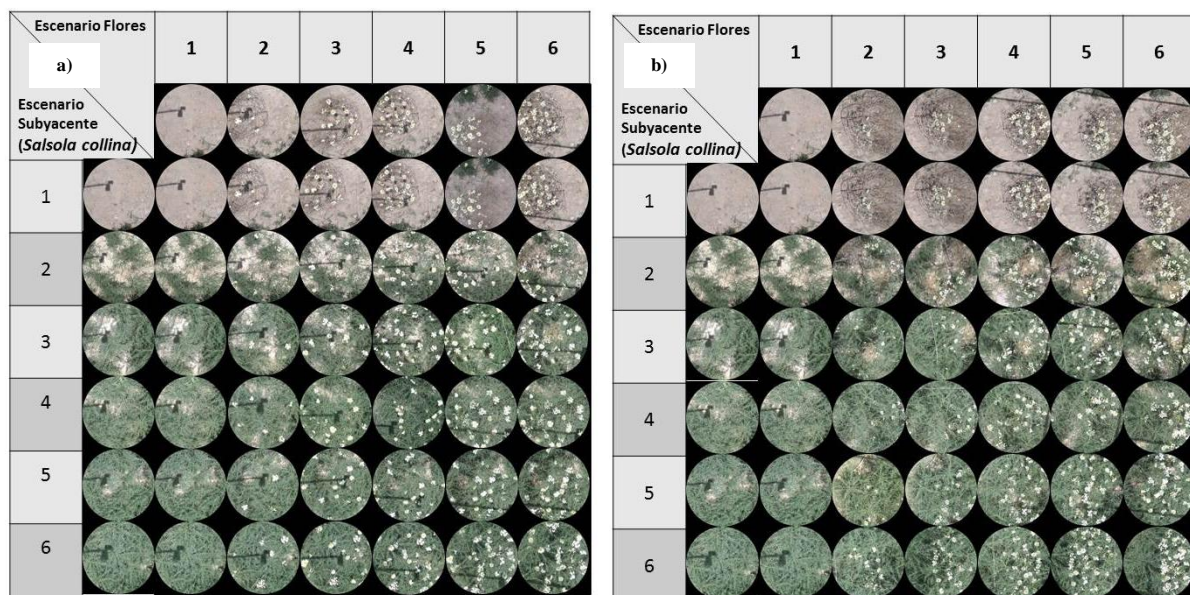 Escenario Flores
a)
Escenario
Subyacente
(Salsola collina)
1 2 3 4 5 6
1
2
3
4
5
6
Escenario Flores
b)
Escenario
Subyacente
(Salsola collina)
1 2 3 4 5 6
1
2
3
4
5
6